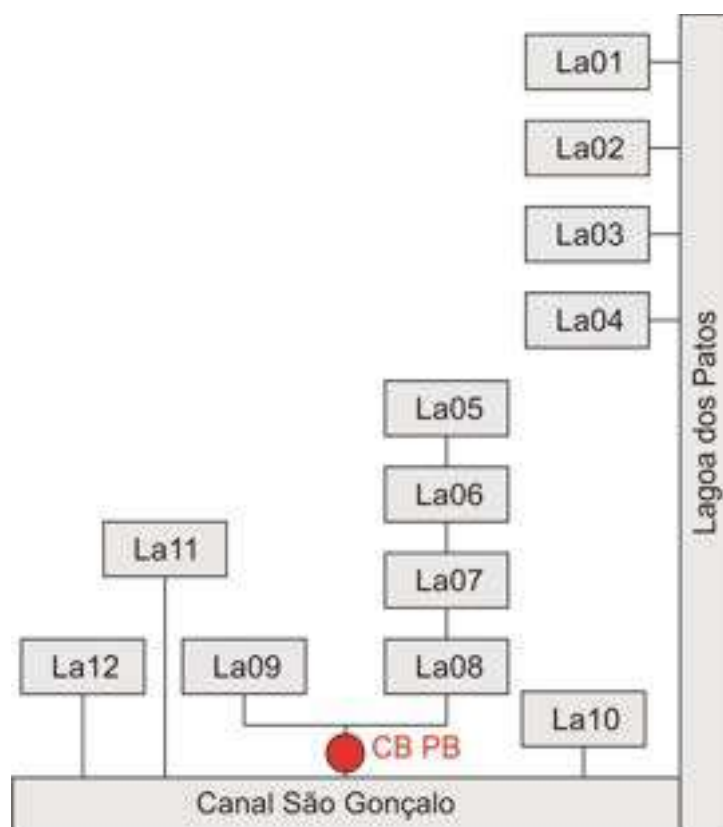 La01
La02
La03
La04
Lagoa dos Patos
La05
La06
La07
La08
La11
La12
La09
La10
CB PB
Canal São Gonçalo